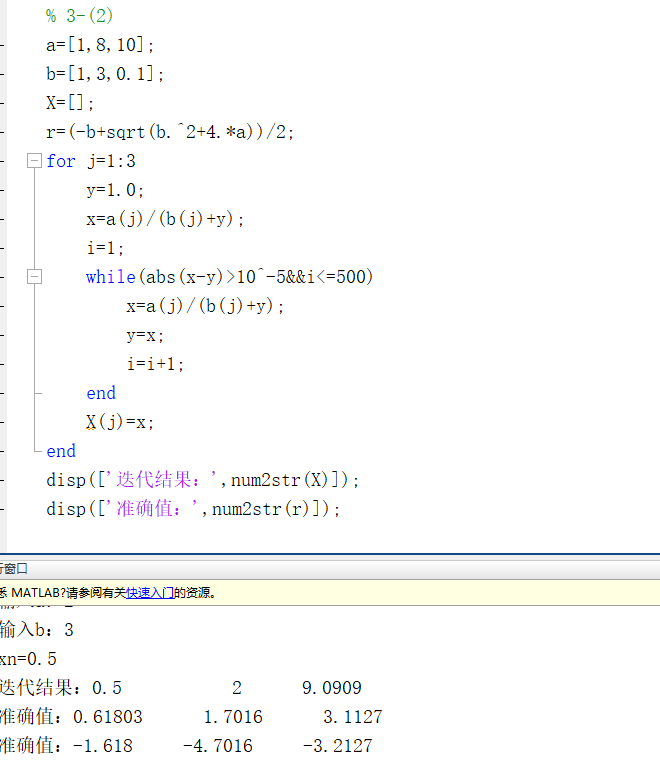 % 3-(2)
a=[1,8,10];
b=[1,3,0.1];
X=[];
r=(-b+sqrt(b.^2+4.*a))/2;
for j=1:3
y=1.0;
x=a(j)/(b(j)+y);
i=1;
while(abs(x-y)>10^-5&&i<=500)
x=a(j)/(b(j)+y);
y=x;
i=i+1;
end
X(j)=x;
end
disp(['迭代结果：',num2str(X)]);
disp(['准确值：',num2str(r)]);
行窗口
悉 MATLAB?请参阅有关快速入门的资源。
输入b：3
xn=0.5
迭代结果：0.5 2 9.0909
准确值：0.61803 1.7016 3.1127
准确值：-1.618 -4.7016 -3.2127